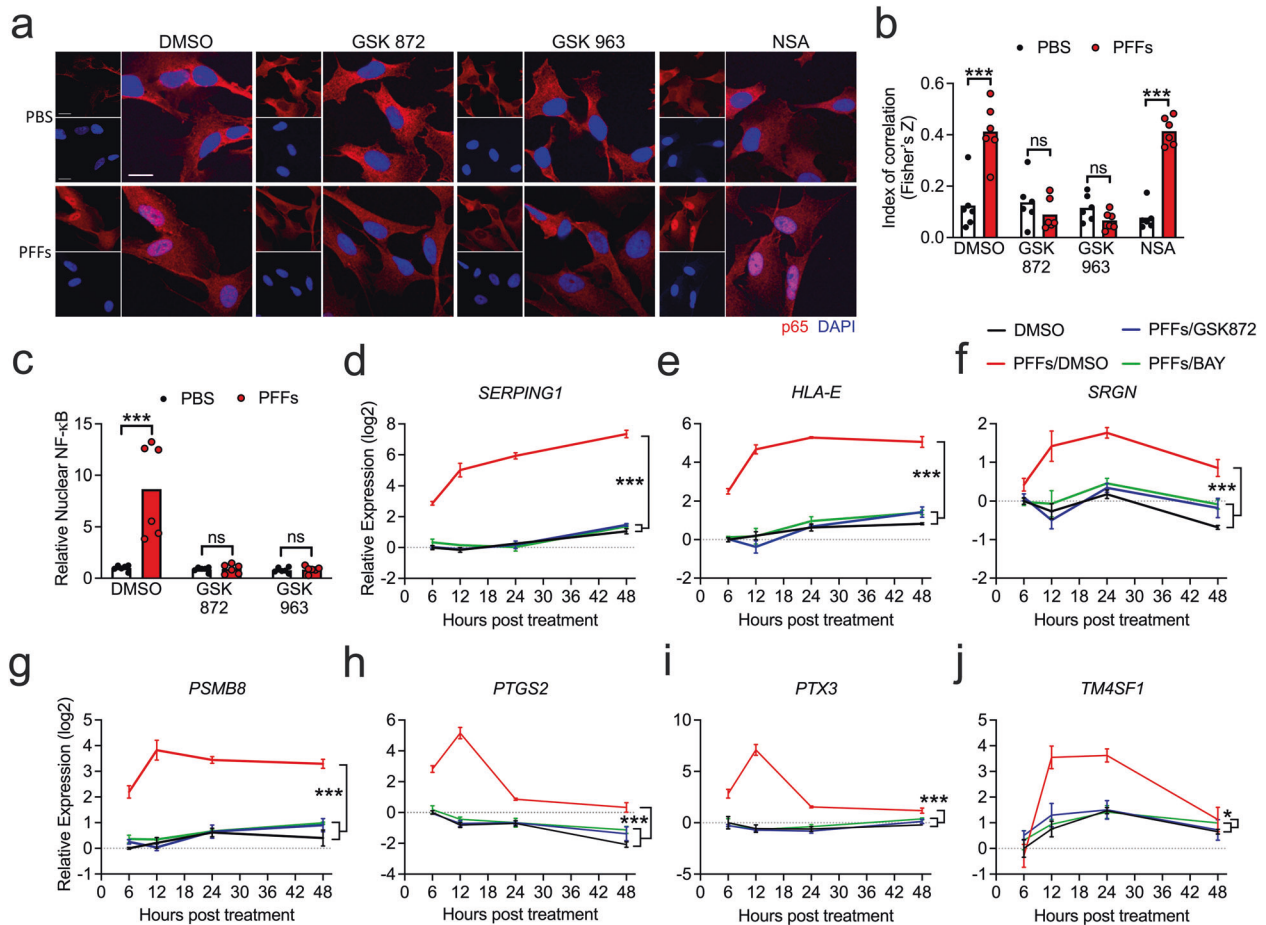 a
DMSO
GSK 872
GSK 963
NSA
PBS
PFFs
p65 DAPI
b
PBS
PFFs
Index of correlation
(Fisher's Z)
0.6
0.4
0.2
0.0
***
ns
ns
***
DMSO
GSK
872
GSK
963
NSA
DMSO
PFFs/GSK872
PFFs/DMSO
PFFs/BAY
c
PBS
PFFs
Relative Nuclear NF-κB
15
10
5
0
***
ns
ns
DMSO
GSK
872
GSK
963
d
SERPING1
Relative Expression (log2)
8
6
4
2
0
-2
***
0 6 12 18 24 30 36 42 48
Hours post treatment
e
HLA-E
6
4
2
0
-2
***
0 6 12 18 24 30 36 42 48
Hours post treatment
f
SRGN
2
1
0
-1
-2
***
0 6 12 18 24 30 36 42 48
Hours post treatment
g
PSMB8
Relative Expression (log2)
5
4
3
2
1
0
-1
***
0 6 12 18 24 30 36 42 48
Hours post treatment
h
PTGS2
6
4
2
0
-2
-4
***
0 6 12 18 24 30 36 42 48
Hours post treatment
i
PTX3
10
5
0
-5
***
0 6 12 18 24 30 36 42 48
Hours post treatment
j
TM4SF1
5
4
3
2
1
0
-1
*
0 6 12 18 24 30 36 42 48
Hours post treatment